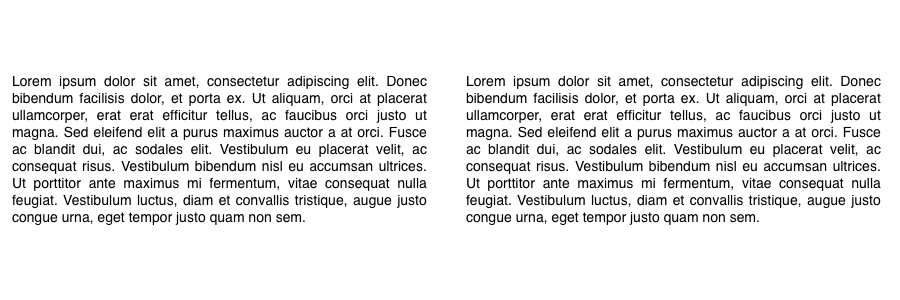 Lorem ipsum dolor sit amet, consectetur adipiscing elit. Donec
bibendum facilisis dolor, et porta ex. Ut aliquam, orci at placerat
ullamcorper, erat erat efficitur tellus, ac faucibus orci justo ut
magna. Sed eleifend elit a purus maximus auctor a at orci. Fusce
ac blandit dui, ac sodales elit. Vestibulum eu placerat velit, ac
consequat risus. Vestibulum bibendum nisl eu accumsan ultrices.
Ut porttitor ante maximus mi fermentum, vitae consequat nulla
feugiat. Vestibulum luctus, diam et convallis tristique, augue justo
congue urna, eget tempor justo quam non sem.
Lorem ipsum dolor sit amet, consectetur adipiscing elit. Donec
bibendum facilisis dolor, et porta ex. Ut aliquam, orci at placerat
ullamcorper, erat erat efficitur tellus, ac faucibus orci justo ut
magna. Sed eleifend elit a purus maximus auctor a at orci. Fusce
ac blandit dui, ac sodales elit. Vestibulum eu placerat velit, ac
consequat risus. Vestibulum bibendum nisl eu accumsan ultrices.
Ut porttitor ante maximus mi fermentum, vitae consequat nulla
feugiat. Vestibulum luctus, diam et convallis tristique, augue justo
congue urna, eget tempor justo quam non sem.